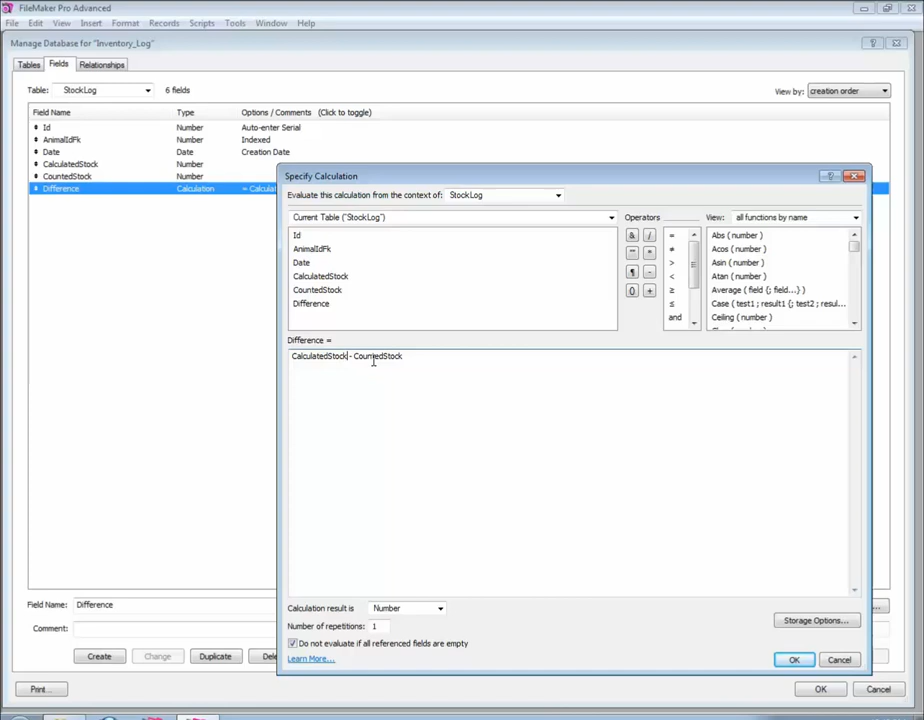 FileMaker Pro Advanced
File Edit View Insert Format Records Scripts Tools Window Help
Manage Database for "Inventory_Log"
Tables Fields Relationships
Table: StockLog 6 fields View by: creation order
Field Name Type Options / Comments (Click to toggle)
Id Number Auto-enter Serial
AnimalIdFk Number Indexed
Date Date Creation Date
CalculatedStock Number
CountedStock Number
Difference Calculation
Specify Calculation
Evaluate this calculation from the context of: StockLog
Current Table ("StockLog") Operators View: all functions by name
Id & / = Abs ( number )
AnimalIdFk "" * ≠ Acos ( number )
Date > Asin ( number )
CalculatedStock ¶ - < Atan ( number )
CountedStock () + ≥ Average ( field {; field...} )
Difference ≤ Case ( test1 ; result1 {; test2 ; resul...
and Ceiling ( number )
Difference =
CalculatedStock - CountedStock
Field Name: Difference
Comment:
Create Change Duplicate Dele
Calculation result is Number
Number of repetitions: 1
Storage Options...
Do not evaluate if all referenced fields are empty
Learn More...
OK Cancel
Print... OK Cancel